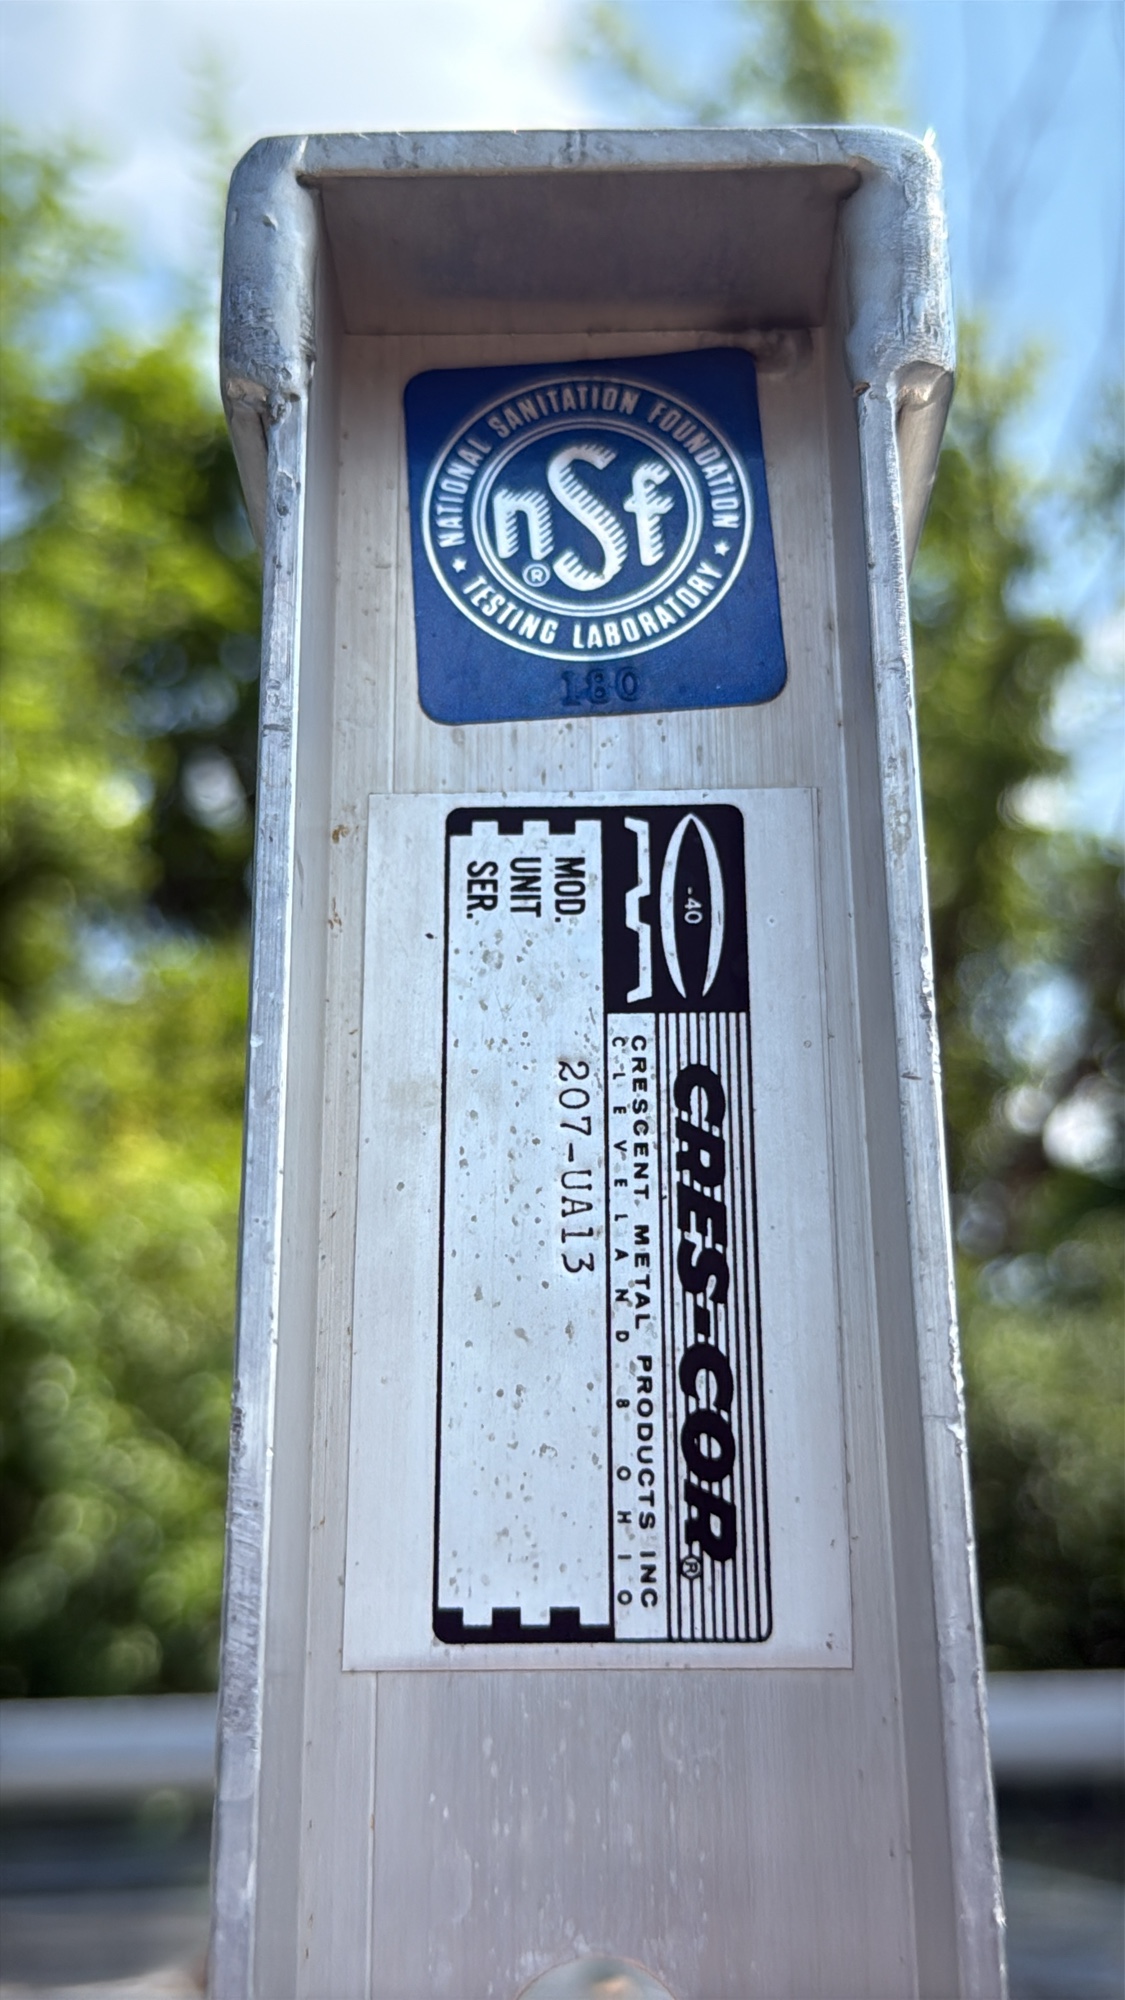 NATIONAL SANITATION FOUNDATION
nSf®
★ TESTING LABORATORY ★
180
-40
CRES-COR®
CRESCENT METAL PRODUCTS INC
CLEVELAND 8 OHIO
MOD. 207-UA13
UNIT
SER.